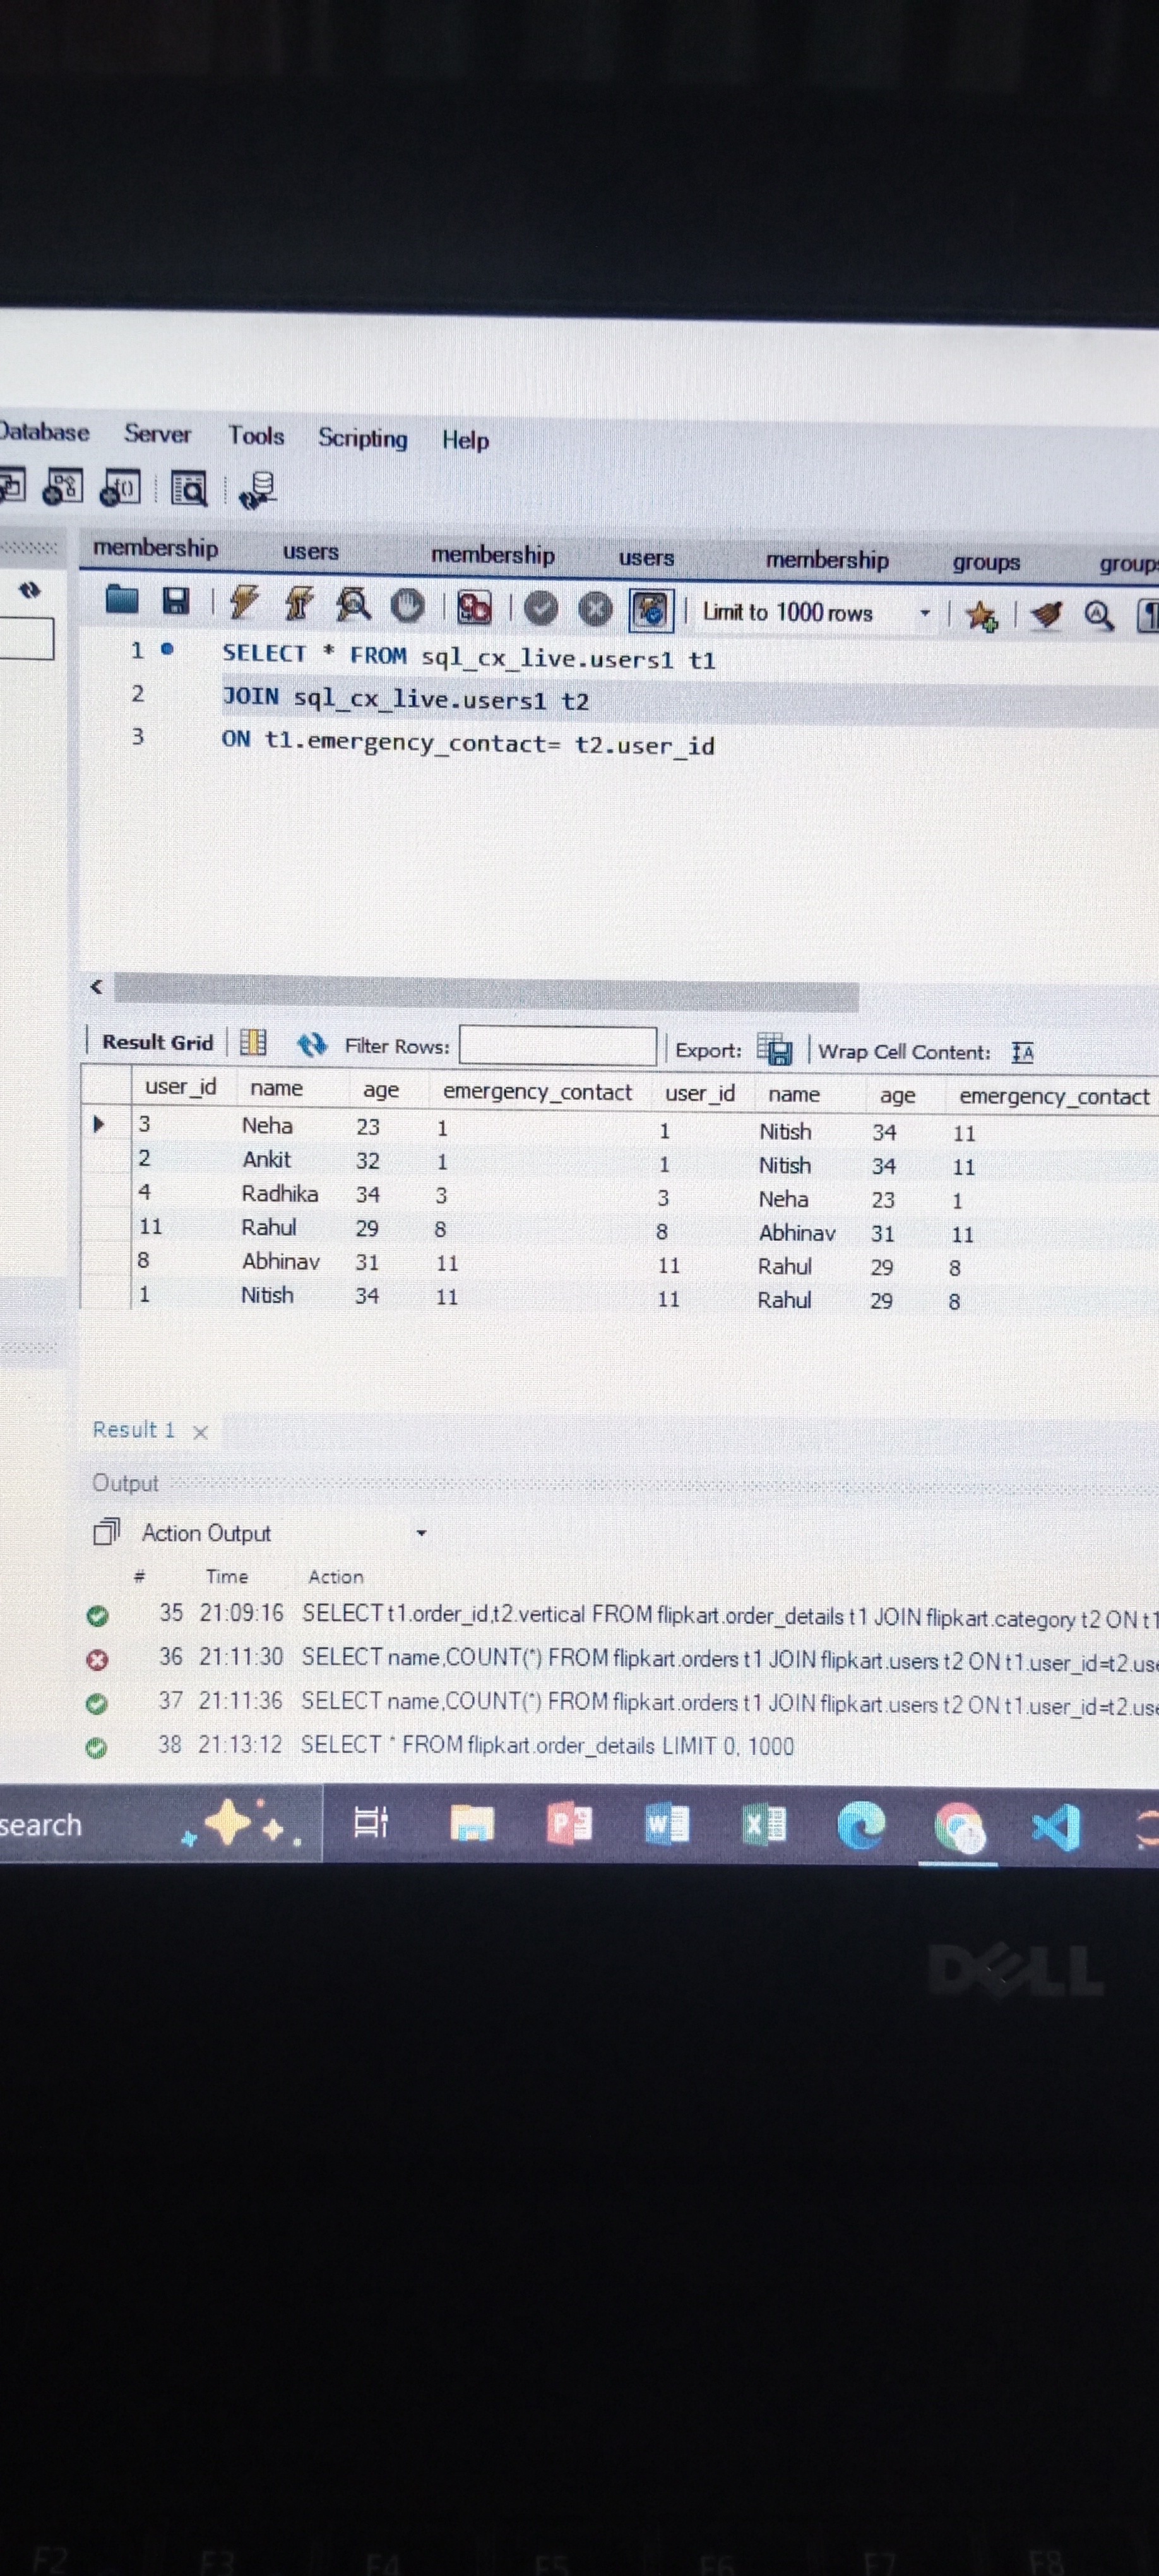 Database Server Tools Scripting Help
membership users membership users membership groups
Limit to 1000 rows
1 SELECT * FROM sql_cx_live.users1 t1
2 JOIN sql_cx_live.users1 t2
3 ON t1.emergency_contact= t2.user_id
Result Grid Filter Rows: Export: Wrap Cell Content:
user_id name age emergency_contact user_id name age emergency_contact
3 Neha 23 1 1 Nitish 34 11
2 Ankit 32 1 1 Nitish 34 11
4 Radhika 34 3 3 Neha 23 1
11 Rahul 29 8 8 Abhinav 31 11
8 Abhinav 31 11 11 Rahul 29 8
1 Nitish 34 11 11 Rahul 29 8
Result 1
Output
Action Output
# Time Action
35 21:09:16 SELECT t1.order_id,t2.vertical FROM flipkart.order_details t1 JOIN flipkart.category t2 ON t1
36 21:11:30 SELECT name,COUNT(*) FROM flipkart.orders t1 JOIN flipkart.users t2 ON t1.user_id=t2.use
37 21:11:36 SELECT name,COUNT(*) FROM flipkart.orders t1 JOIN flipkart.users t2 ON t1.user_id=t2.use
38 21:13:12 SELECT * FROM flipkart.order_details LIMIT 0, 1000
search
DELL
F2 F3 F4 F5 F6 F7 F8